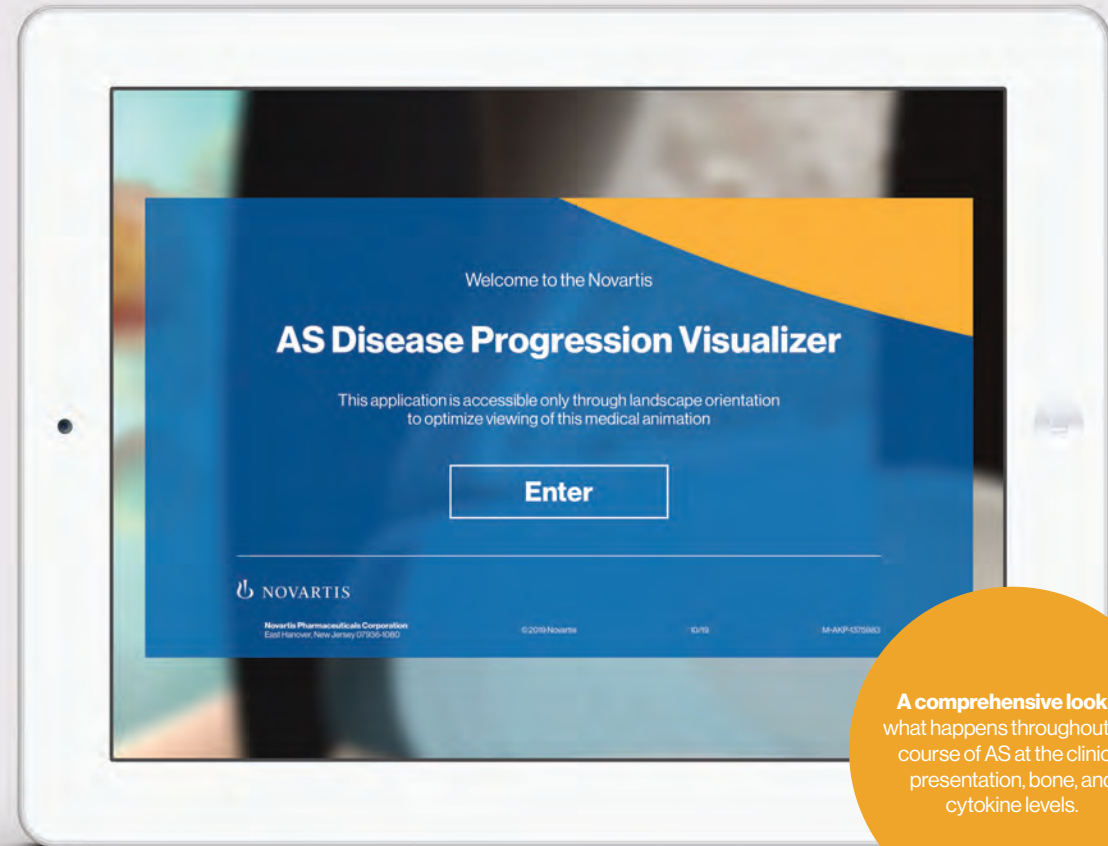 Welcome to the Novartis
AS Disease Progression Visualizer
This application is accessible only through landscape orientation
to optimize viewing of this medical animation
Enter
NOVARTIS
Novartis Pharmaceuticals Corporation
East Hanover, New Jersey 07936-1080
©2019 Novartis
10/19
M-AKP-1375983
A comprehensive look
what happens throughout
course of AS at the clinic
presentation, bone, and
cytokine levels.